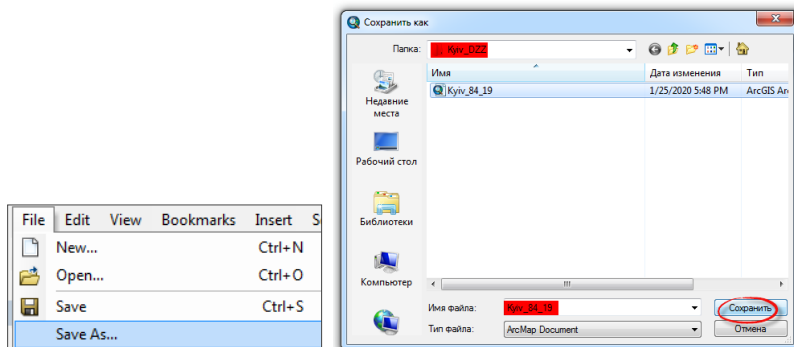 File Edit View Bookmarks Insert S
New... Ctrl+N
Open... Ctrl+O
Save Ctrl+S
Save As...
Сохранить как
Папка: Kyiv_DZZ
Имя Дата изменения Тип
Kyiv_84_19 1/25/2020 5:48 PM ArcGIS Arc
Недавние места
Рабочий стол
Библиотеки
Компьютер
Имя файла: Kyiv_84_19 Сохранить
Тип файла: ArcMap Document Отмена